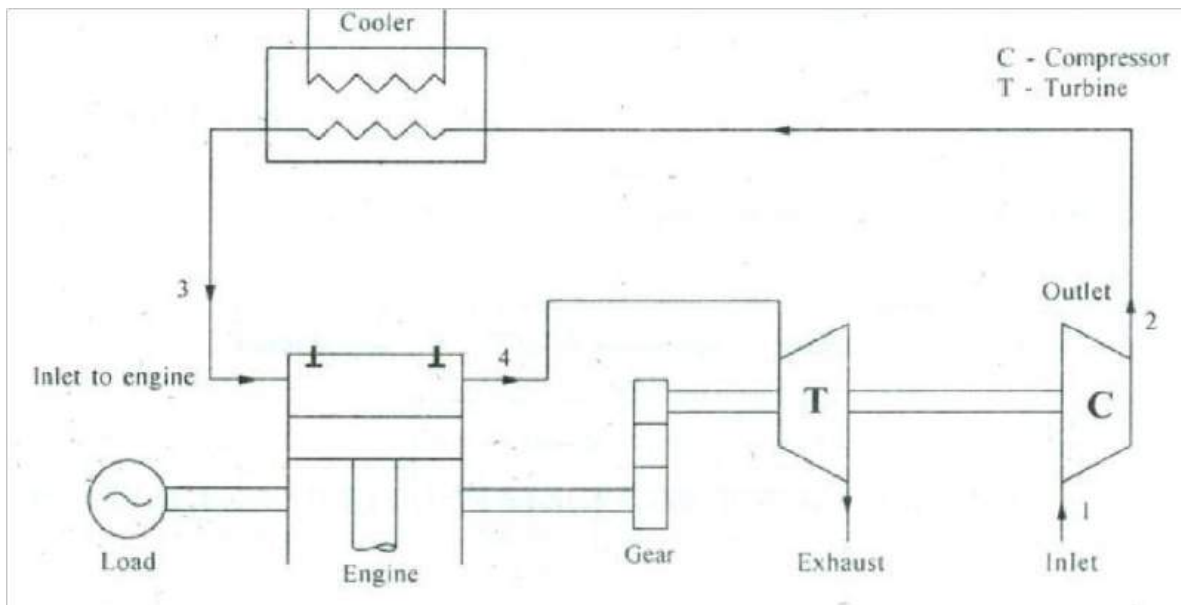 Cooler
C - Compressor
T - Turbine
3
Outlet
2
4
Inlet to engine
T
C
1
Load
Engine
Gear
Exhaust
Inlet